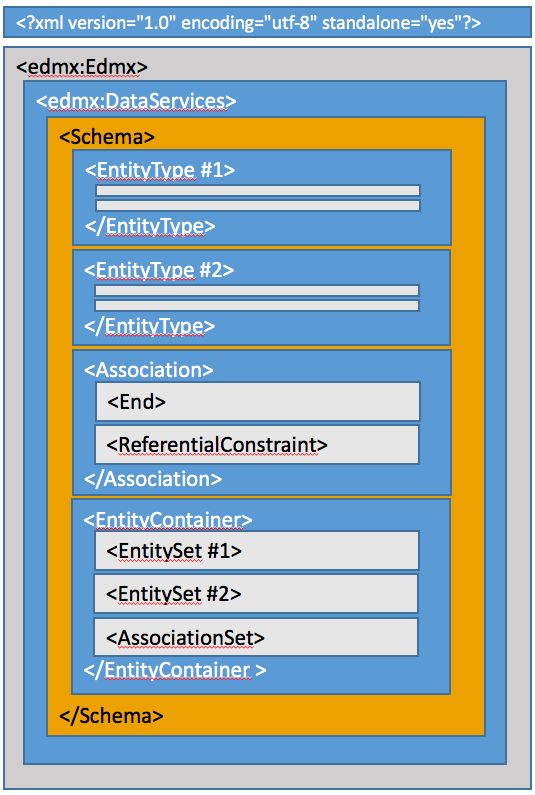 <?xml version="1.0" encoding="utf-8" standalone="yes"?>
<edmx:Edmx>
<edmx:DataServices>
<Schema>
<EntityType #1>
</EntityType>
<EntityType #2>
</EntityType>
<Association>
<End>
<ReferentialConstraint>
</Association>
<EntityContainer>
<EntitySet #1>
<EntitySet #2>
<AssociationSet>
</EntityContainer >
</Schema>